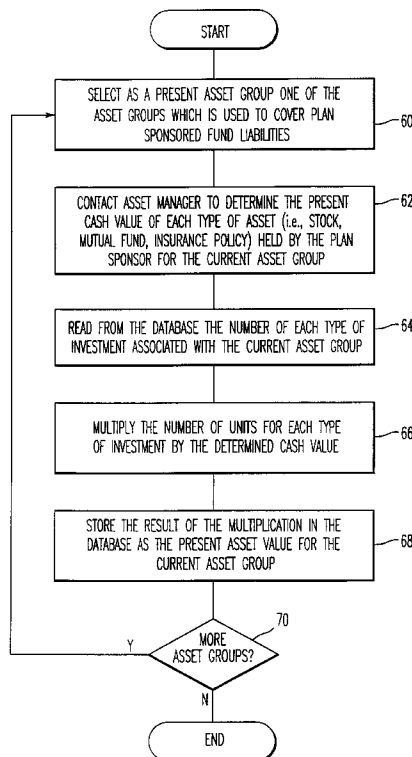 START
SELECT AS A PRESENT ASSET GROUP ONE OF THE
ASSET GROUPS WHICH IS USED TO COVER PLAN
SPONSORED FUND LIABILITIES
60
CONTACT ASSET MANAGER TO DETERMINE THE PRESENT
CASH VALUE OF EACH TYPE OF ASSET (i.e., STOCK,
MUTUAL FUND, INSURANCE POLICY) HELD BY THE PLAN
SPONSOR FOR THE CURRENT ASSET GROUP
62
READ FROM THE DATABASE THE NUMBER OF EACH TYPE OF
INVESTMENT ASSOCIATED WITH THE CURRENT ASSET GROUP
64
MULTIPLY THE NUMBER OF UNITS FOR EACH TYPE
OF INVESTMENT BY THE DETERMINED CASH VALUE
66
STORE THE RESULT OF THE MULTIPLICATION IN THE
DATABASE AS THE PRESENT ASSET VALUE FOR THE
CURRENT ASSET GROUP
68
70
MORE
ASSET GROUPS?
Y
N
END